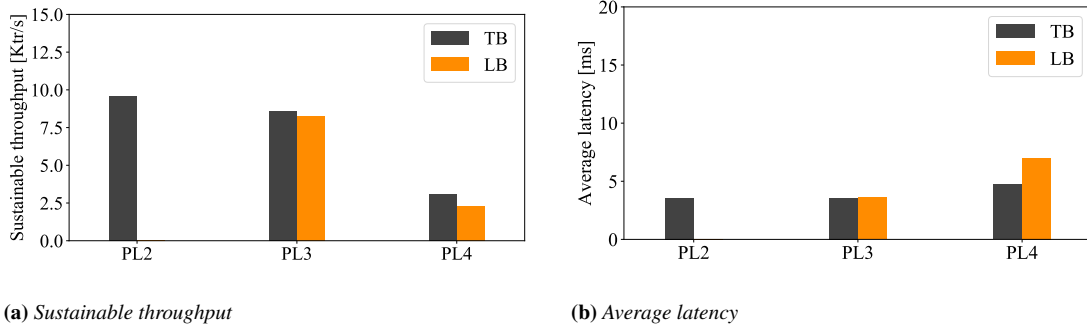 Sustainable throughput [Ktr/s]
15.0
12.5
10.0
7.5
5.0
2.5
0.0
PL2 PL3 PL4
TB
LB
Average latency [ms]
20
15
10
5
0
PL2 PL3 PL4
TB
LB
(a) Sustainable throughput
(b) Average latency